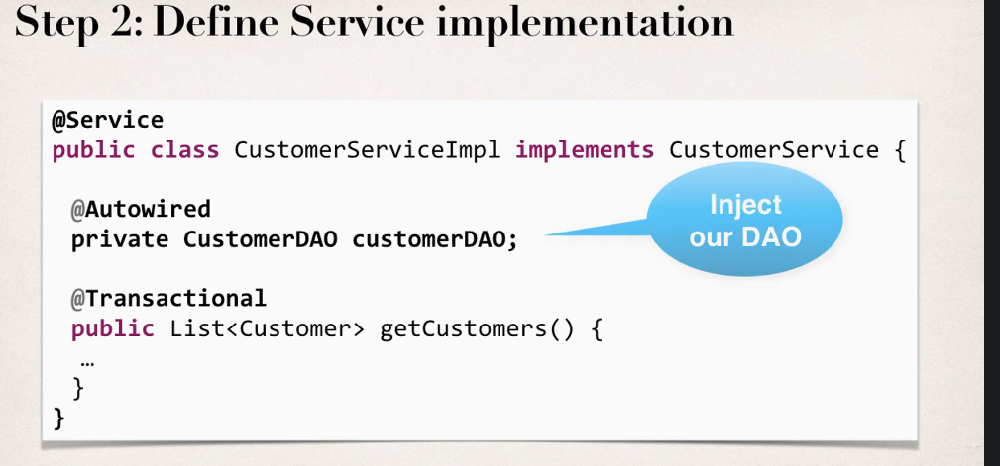 Step 2: Define Service implementation
@Service
public class CustomerServiceImpl implements CustomerService {
@Autowired
private CustomerDAO customerDAO;
Inject
our DAO
@Transactional
public List<Customer> getCustomers() {
…
}
}